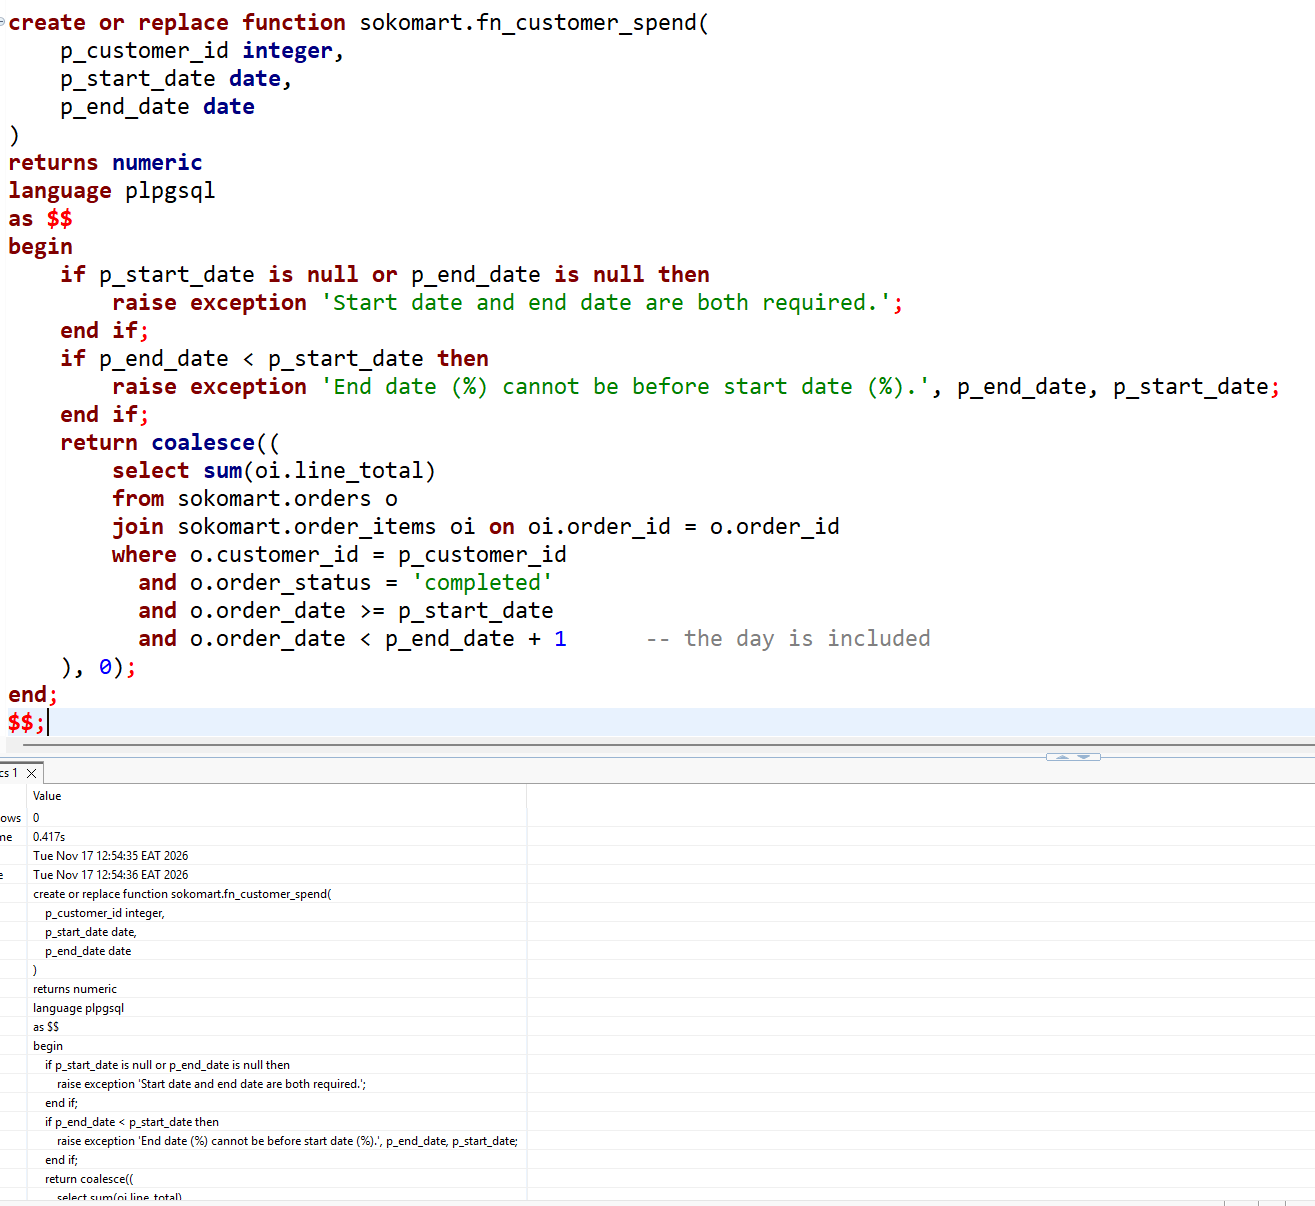 create or replace function sokomart.fn_customer_spend(
    p_customer_id integer,
    p_start_date date,
    p_end_date date
)
returns numeric
language plpgsql
as $$
begin
    if p_start_date is null or p_end_date is null then
        raise exception 'Start date and end date are both required.';
    end if;
    if p_end_date < p_start_date then
        raise exception 'End date (%) cannot be before start date (%).', p_end_date, p_start_date;
    end if;
    return coalesce((
        select sum(oi.line_total)
        from sokomart.orders o
        join sokomart.order_items oi on oi.order_id = o.order_id
        where o.customer_id = p_customer_id
          and o.order_status = 'completed'
          and o.order_date >= p_start_date
          and o.order_date < p_end_date + 1      -- the day is included
    ), 0);
end;
$$;
cs 1
Value
ows 0
me 0.417s
Tue Nov 17 12:54:35 EAT 2026
e Tue Nov 17 12:54:36 EAT 2026
create or replace function sokomart.fn_customer_spend(
    p_customer_id integer,
    p_start_date date,
    p_end_date date
)
returns numeric
language plpgsql
as $$
begin
    if p_start_date is null or p_end_date is null then
        raise exception 'Start date and end date are both required.';
    end if;
    if p_end_date < p_start_date then
        raise exception 'End date (%) cannot be before start date (%).', p_end_date, p_start_date;
    end if;
    return coalesce((
        select sum(oi.line_total)